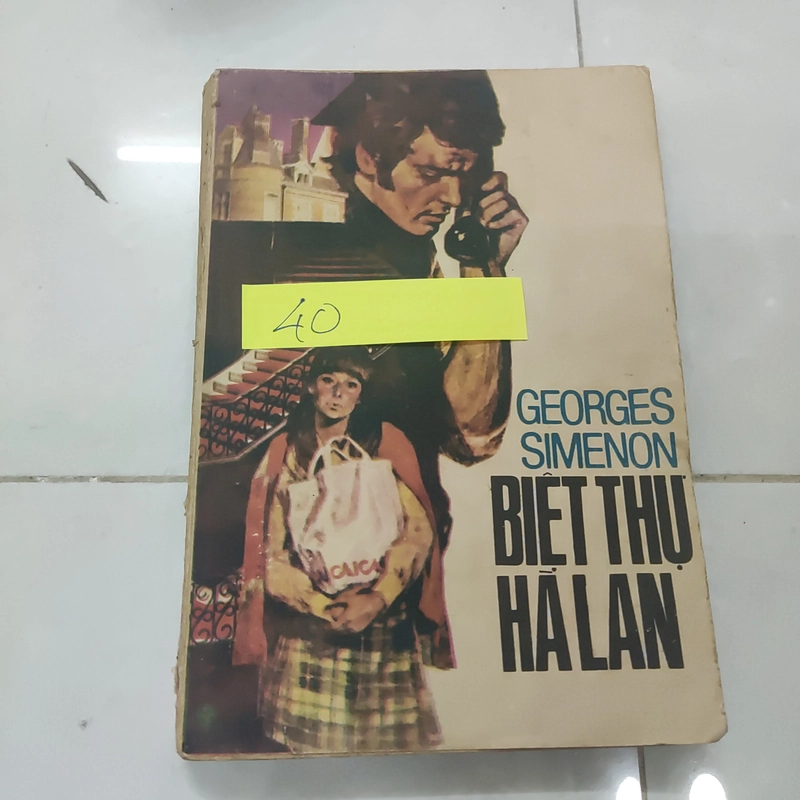 40
GEORGES
SIMENON
BIỆT THỰ
HÀ LAN